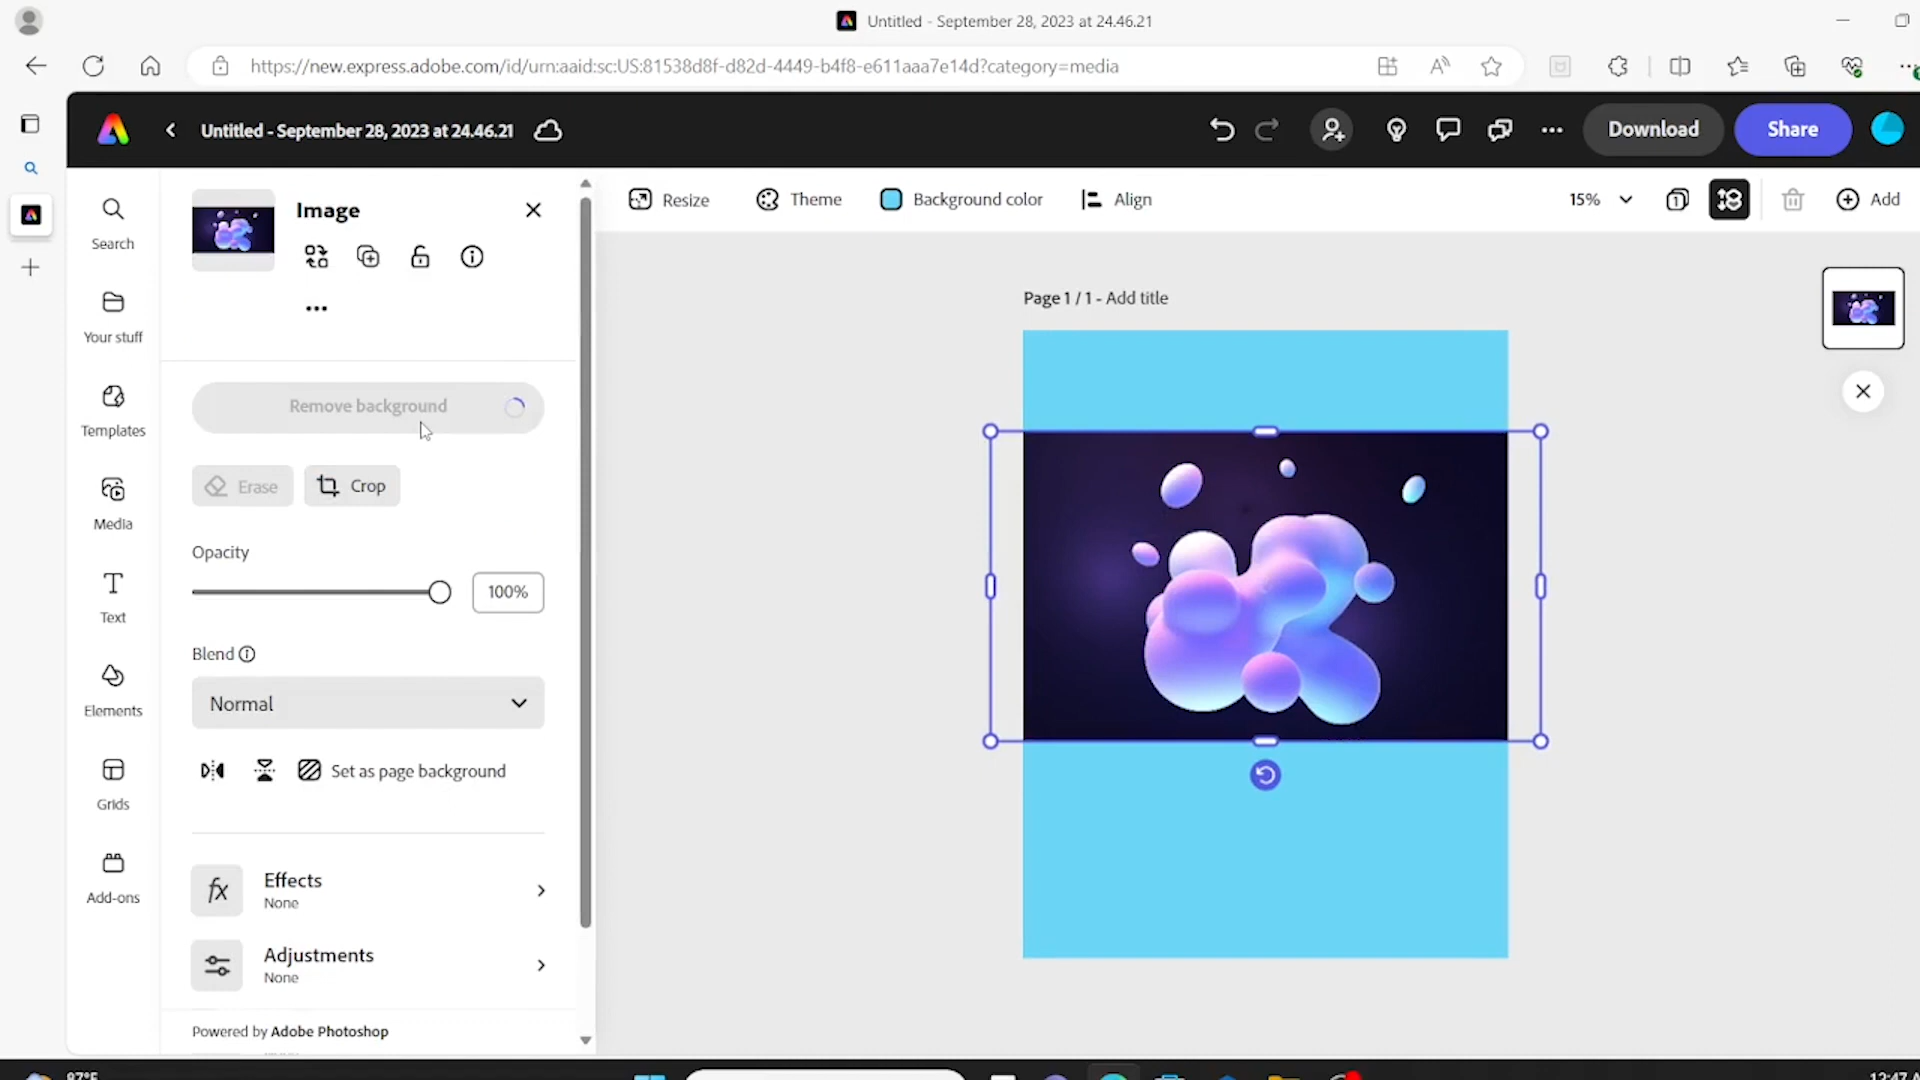 Untitled - September 28, 2023 at 24.46.21
https://new.express.adobe.com/id/urn:aaid:sc:US:81538d8f-d82d-4449-b4f8-e611aaa7e14d?category=media
Untitled - September 28, 2023 at 24.46.21
Download
Share
Search
Your stuff
Templates
Media
Text
Elements
Grids
Add-ons
Image
Remove background
Erase
Crop
Opacity
100%
Blend
Normal
Set as page background
fx
Effects
None
Adjustments
None
Powered by Adobe Photoshop
Resize
Theme
Background color
Align
15%
1
Add
Page 1 / 1 - Add title
87°F